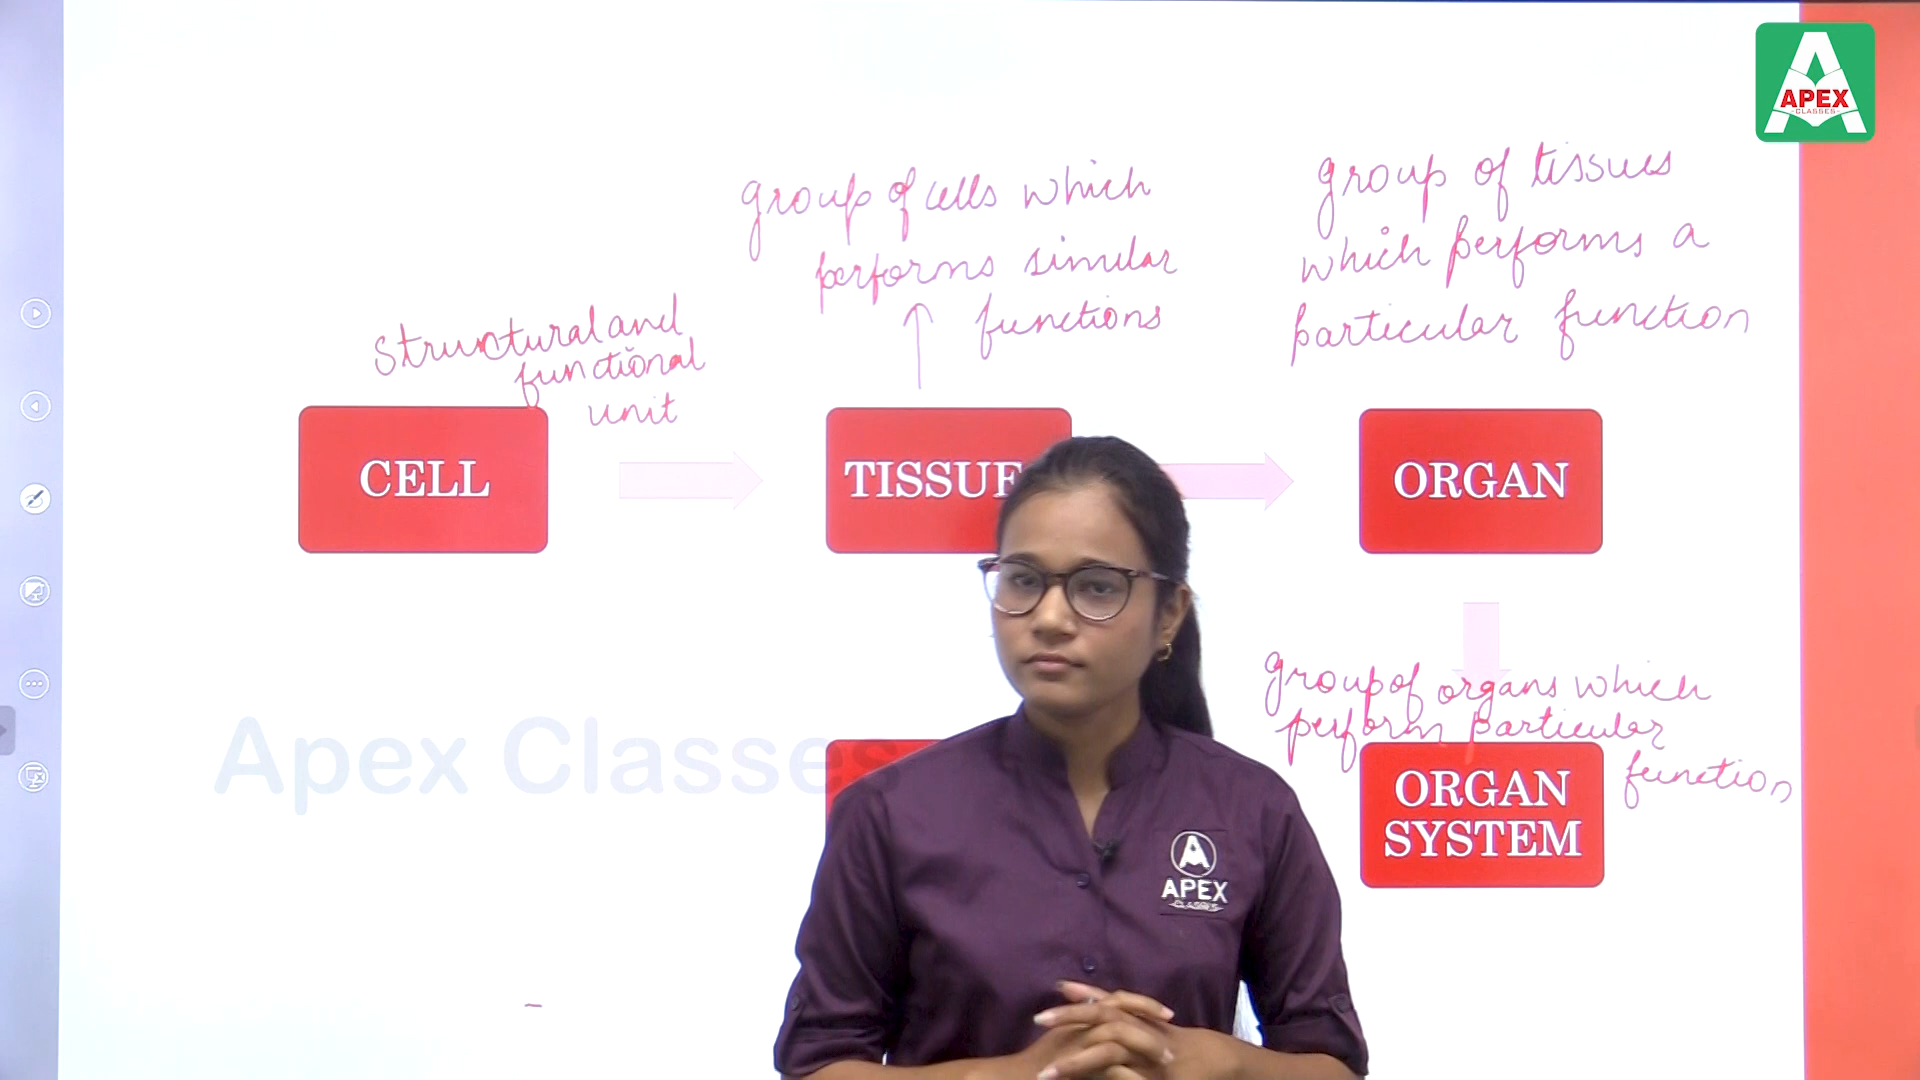 APEX
CLASSES
group of cells which
performs similar
functions
group of tissues
which performs a
particular function
Structural and
functional
unit
CELL
TISSUE
ORGAN
group of organs which
perform particular
function
ORGAN
SYSTEM
Apex Classes
APEX
CLASSES